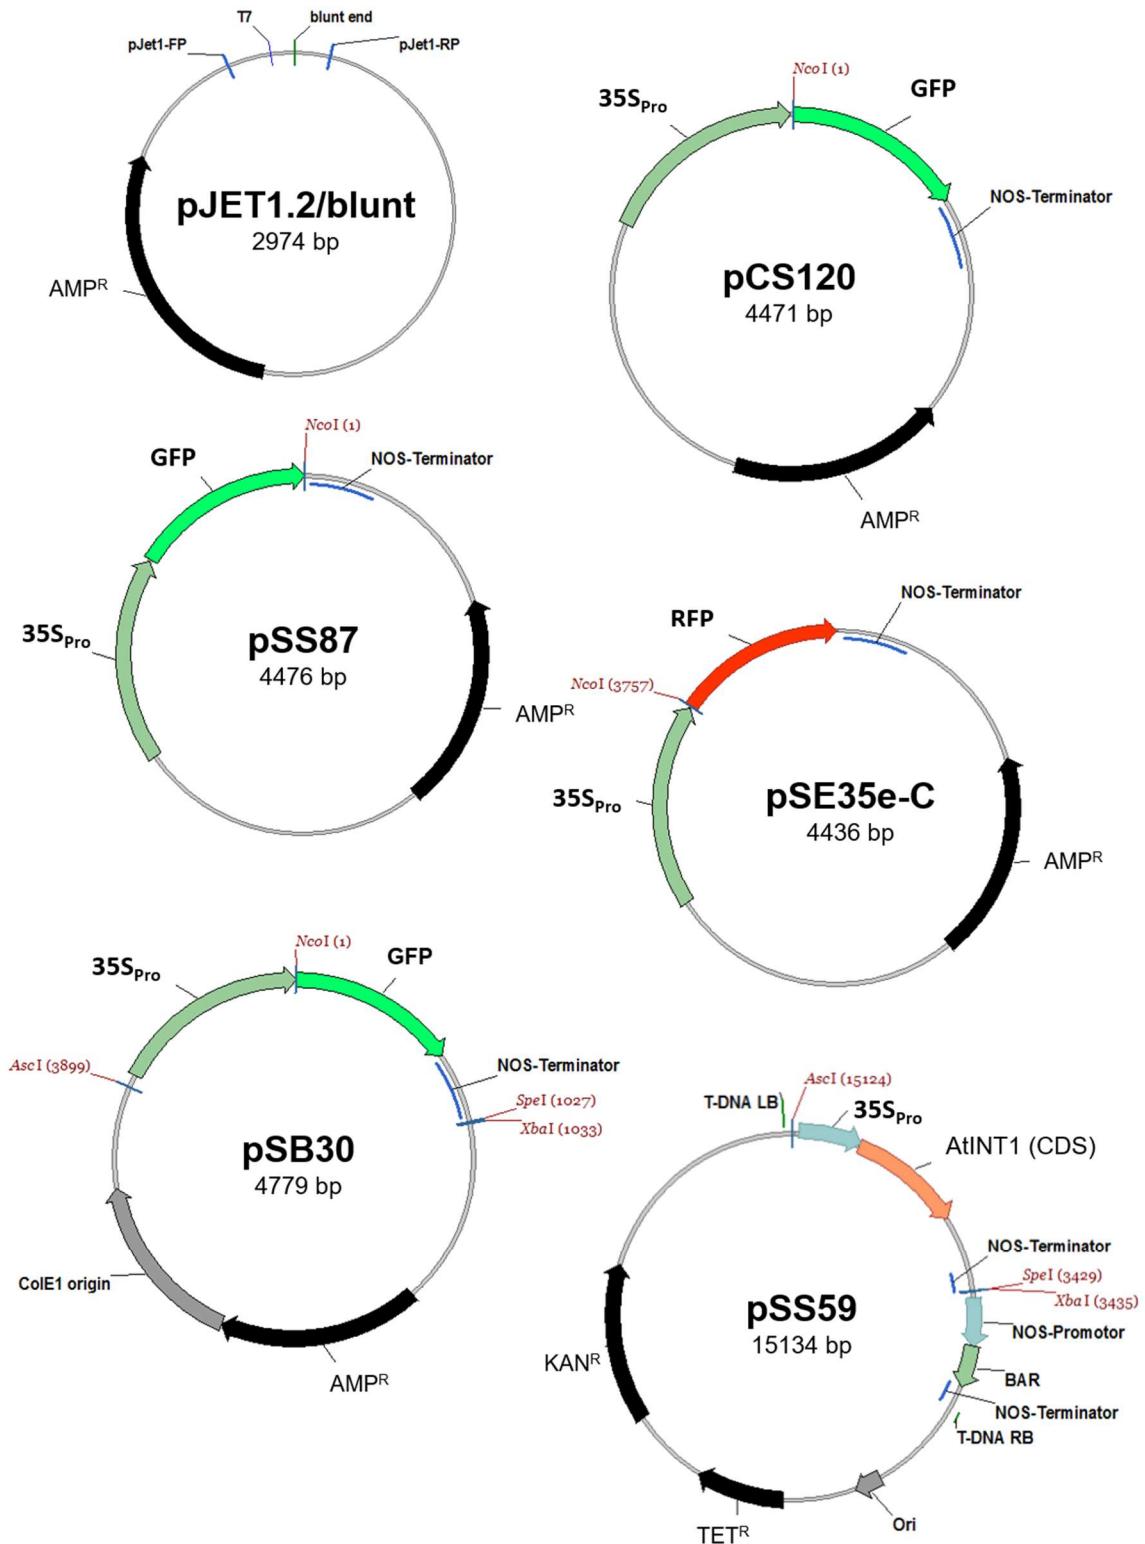 T7
blunt end
pJet1-FP
pJet1-RP
pJET1.2/blunt
2974 bp
AMPᴿ
NcoI (1)
35SPro
GFP
NOS-Terminator
pCS120
4471 bp
AMPᴿ
NcoI (1)
GFP
NOS-Terminator
35SPro
pSS87
4476 bp
AMPᴿ
NOS-Terminator
RFP
NcoI (3757)
35SPro
pSE35e-C
4436 bp
AMPᴿ
NcoI (1)
35SPro
GFP
AscI (3899)
NOS-Terminator
SpeI (1027)
XbaI (1033)
pSB30
4779 bp
ColE1 origin
AMPᴿ
AscI (15124)
T-DNA LB
35SPro
AtINT1 (CDS)
NOS-Terminator
SpeI (3429)
XbaI (3435)
pSS59
15134 bp
NOS-Promotor
KANᴿ
BAR
NOS-Terminator
T-DNA RB
Ori
TETᴿ